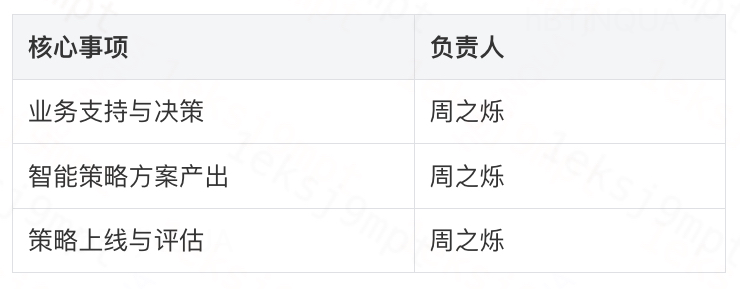 核心事项 负责人
业务支持与决策 周之烁
智能策略方案产出 周之烁
策略上线与评估 周之烁